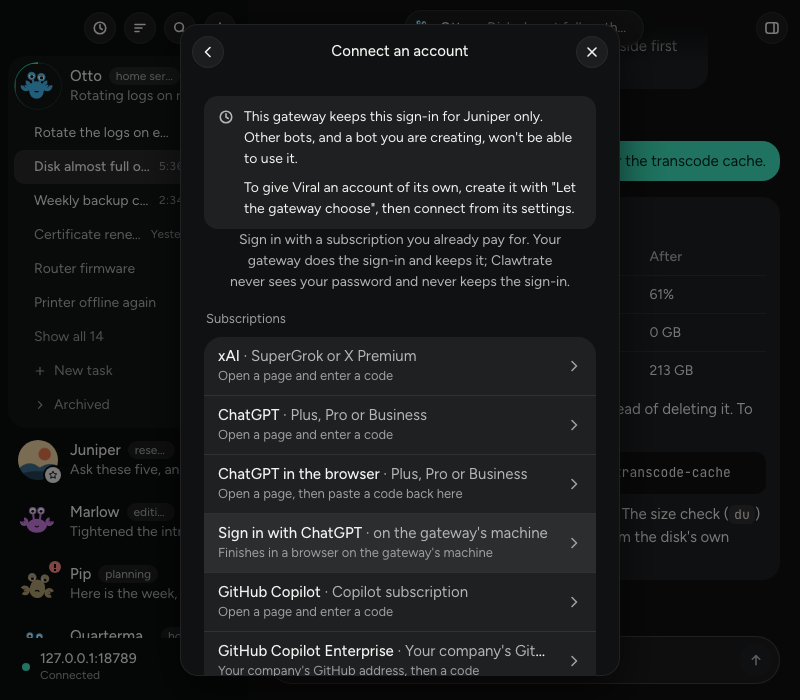 Connect an account
This gateway keeps this sign-in for Juniper only.
Other bots, and a bot you are creating, won't be able
to use it.
To give Viral an account of its own, create it with "Let
the gateway choose", then connect from its settings.
Sign in with a subscription you already pay for. Your
gateway does the sign-in and keeps it; Clawtrate
never sees your password and never keeps the sign-in.
Subscriptions
xAI · SuperGrok or X Premium
Open a page and enter a code
ChatGPT · Plus, Pro or Business
Open a page and enter a code
ChatGPT in the browser · Plus, Pro or Business
Open a page, then paste a code back here
Sign in with ChatGPT · on the gateway's machine
Finishes in a browser on the gateway's machine
GitHub Copilot · Copilot subscription
Open a page and enter a code
GitHub Copilot Enterprise · Your company's Git...
Your company's GitHub address, then a code
Otto home ser...
Rotating logs on
Rotate the logs on e...
Disk almost full o... 5:36
Weekly backup c... 2:34
Certificate rene... Yeste
Router firmware
Printer offline again
Show all 14
+ New task
Archived
Juniper rese...
Ask these five, an
Marlow editi...
Tightened the intr
Pip planning
Here is the week,
Quarterma
127.0.0.1:18789
Connected
side first
the transcode cache.
After
61%
0 GB
213 GB
ead of deleting it. To
transcode-cache
The size check (du)
m the disk's own